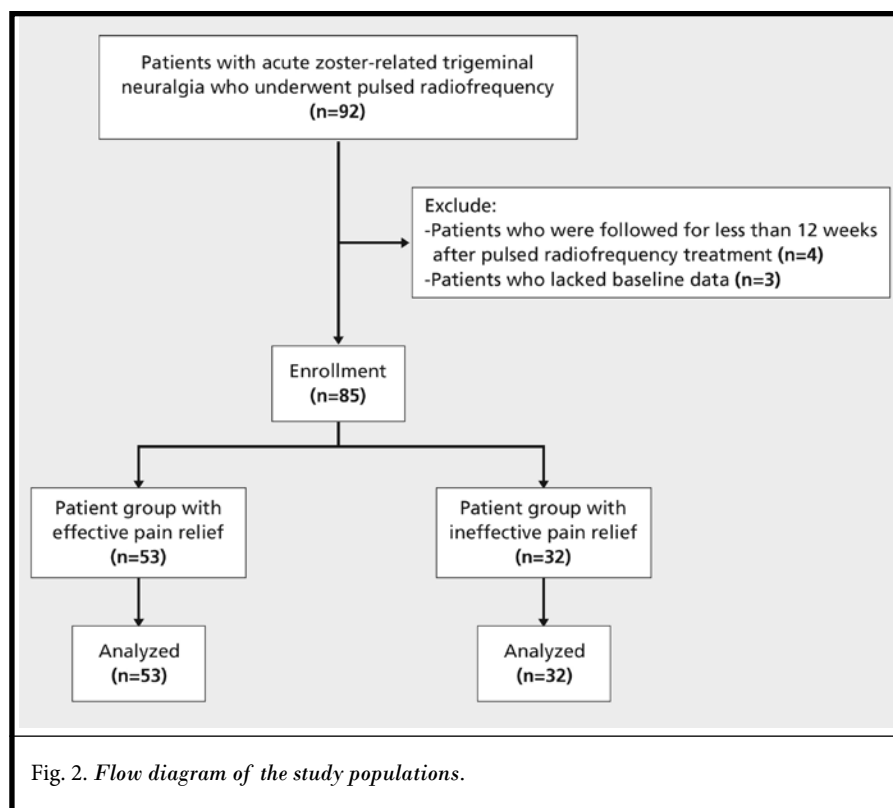 Patients with acute zoster-related trigeminal
neuralgia who underwent pulsed radiofrequency
(n=92)
Exclude:
-Patients who were followed for less than 12 weeks
after pulsed radiofrequency treatment (n=4)
-Patients who lacked baseline data (n=3)
Enrollment
(n=85)
Patient group with
effective pain relief
(n=53)
Patient group with
ineffective pain relief
(n=32)
Analyzed
(n=53)
Analyzed
(n=32)
Fig. 2. Flow diagram of the study populations.